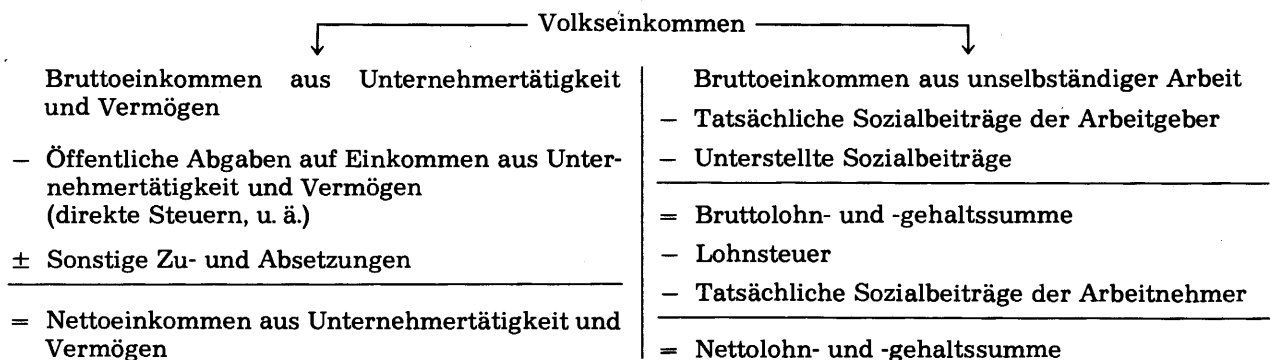 Volkseinkommen
Bruttoeinkommen aus Unternehmertätigkeit
und Vermögen
− Öffentliche Abgaben auf Einkommen aus Unter-
nehmertätigkeit und Vermögen
(direkte Steuern, u. ä.)
± Sonstige Zu- und Absetzungen
= Nettoeinkommen aus Unternehmertätigkeit und
Vermögen
Bruttoeinkommen aus unselbständiger Arbeit
− Tatsächliche Sozialbeiträge der Arbeitgeber
− Unterstellte Sozialbeiträge
= Bruttolohn- und -gehaltssumme
− Lohnsteuer
− Tatsächliche Sozialbeiträge der Arbeitnehmer
= Nettolohn- und -gehaltssumme